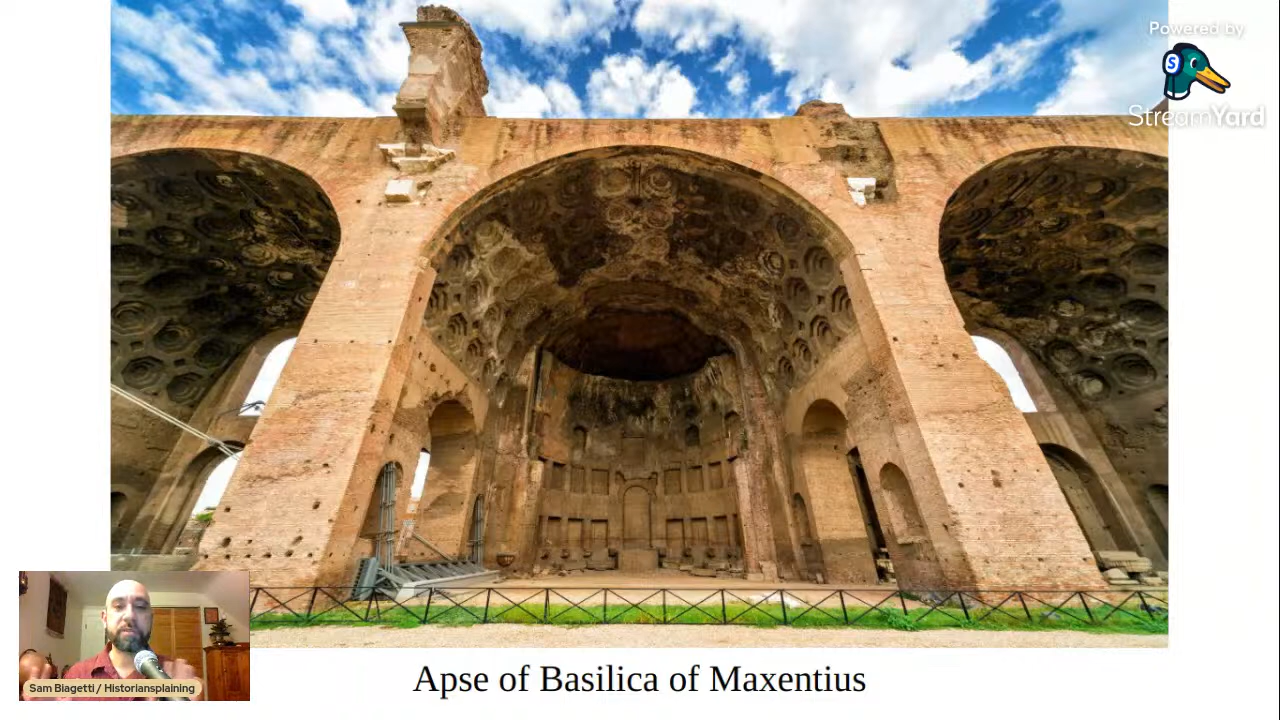 Powered by
StreamYard
Sam Biagetti / Historiansplaining
Apse of Basilica of Maxentius